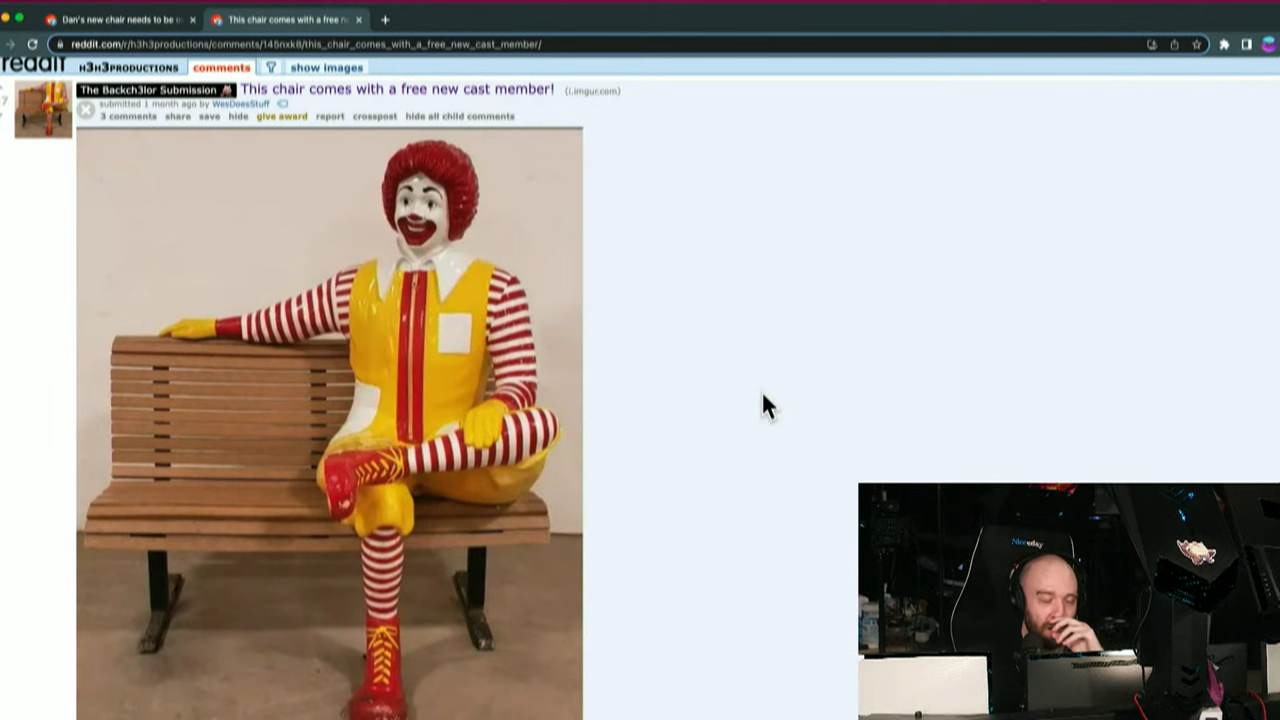 Dan's new chair needs to be o
This chair comes with a free n
reddit.com/r/h3h3productions/comments/145nxk8/this_chair_comes_with_a_free_new_cast_member/
reddit
H3H3PRODUCTIONS
comments
show images
The Backch3lor Submission
This chair comes with a free new cast member!
(i.imgur.com)
submitted 1 month ago by WesDoesStuff
3 comments share save hide give award report crosspost hide all child comments